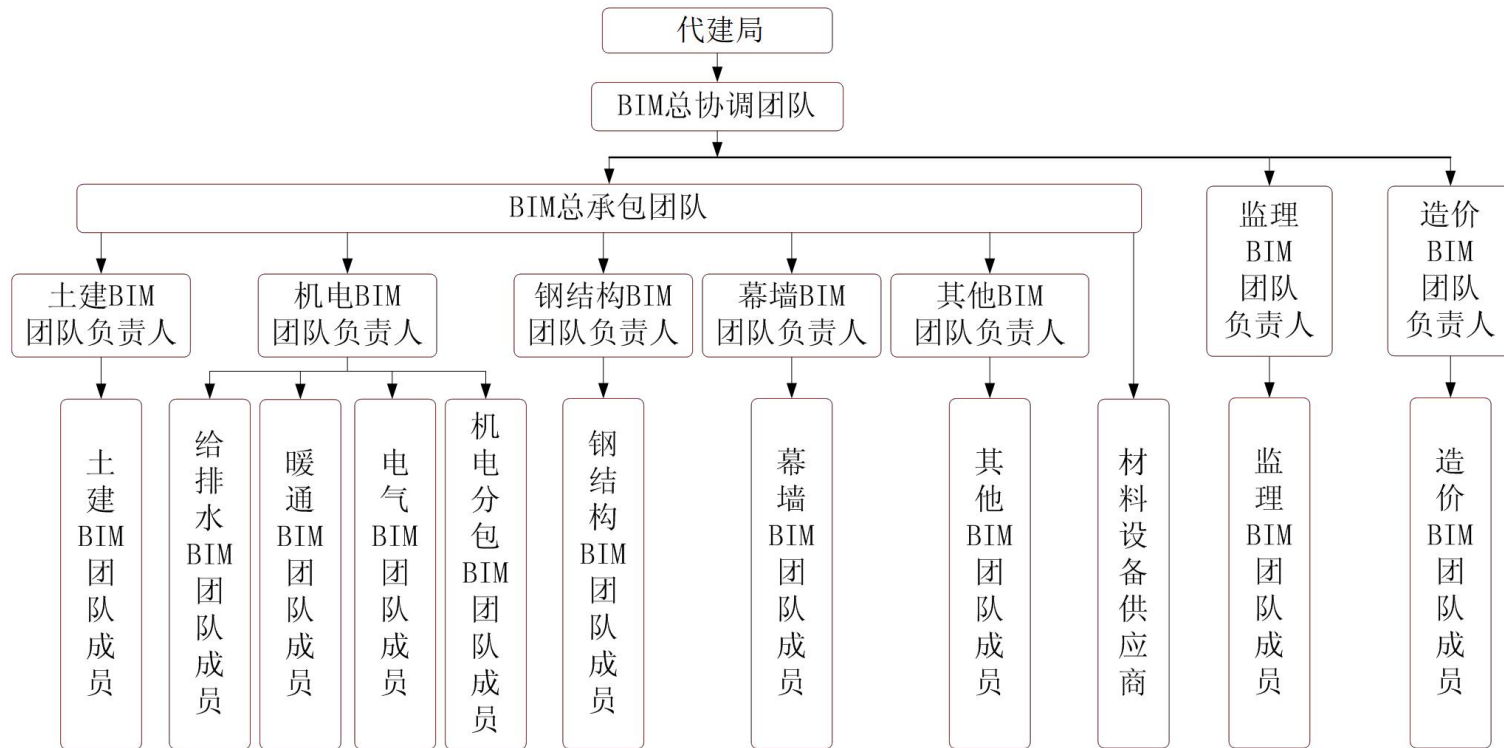 代建局
BIM总协调团队
BIM总承包团队
监理
BIM
团队
负责人
造价
BIM
团队
负责人
土建BIM
团队负责人
机电BIM
团队负责人
钢结构BIM
团队负责人
幕墙BIM
团队负责人
其他BIM
团队负责人
土建BIM团队成员
给排水BIM团队成员
暖通BIM团队成员
电气BIM团队成员
机电分包BIM团队成员
钢结构BIM团队成员
幕墙BIM团队成员
其他BIM团队成员
材料设备供应商
监理BIM团队成员
造价BIM团队成员